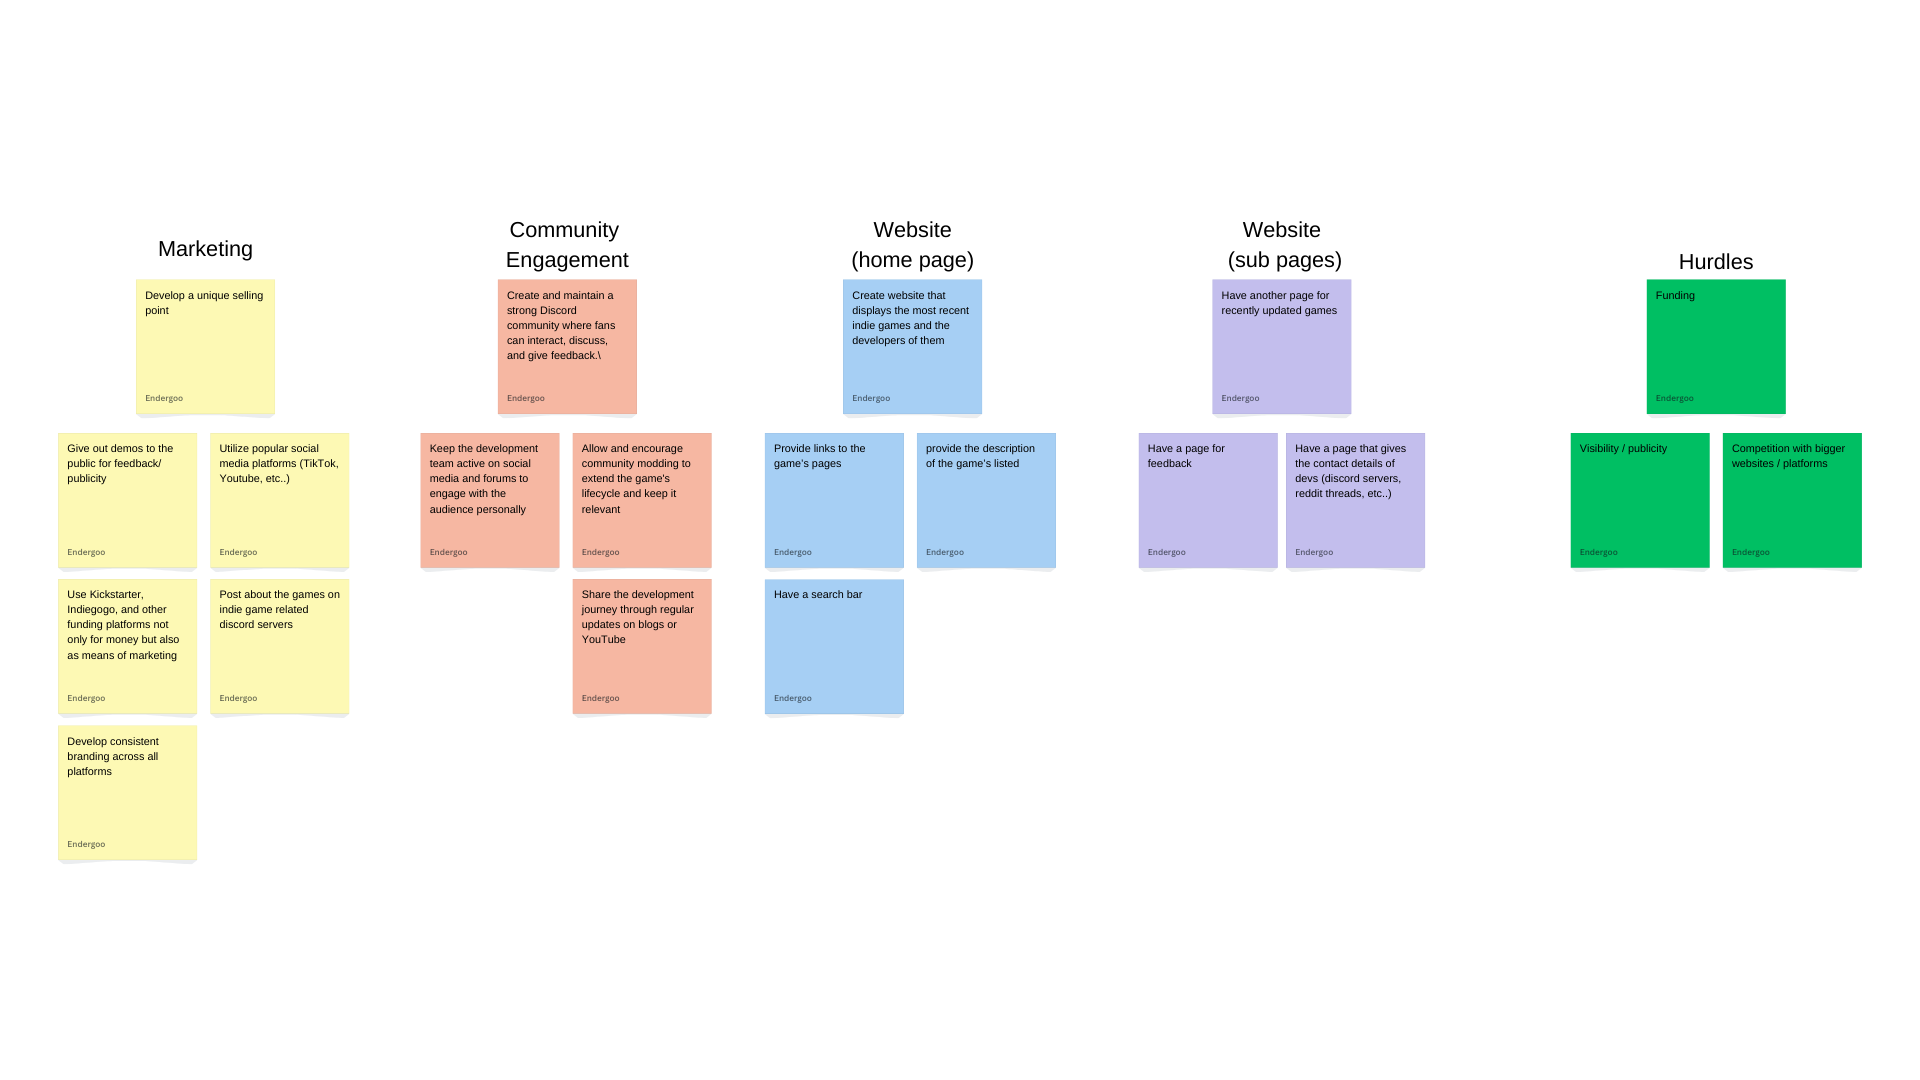 Marketing
Develop a unique selling
point
Endergoo
Give out demos to the
public for feedback/
publicity
Endergoo
Utilize popular social
media platforms (TikTok,
Youtube, etc..)
Endergoo
Use Kickstarter,
Indiegogo, and other
funding platforms not
only for money but also
as means of marketing
Endergoo
Post about the games on
indie game related
discord servers
Endergoo
Develop consistent
branding across all
platforms
Endergoo
Community
Engagement
Create and maintain a
strong Discord
community where fans
can interact, discuss,
and give feedback.\
Endergoo
Keep the development
team active on social
media and forums to
engage with the
audience personally
Endergoo
Allow and encourage
community modding to
extend the game's
lifecycle and keep it
relevant
Endergoo
Share the development
journey through regular
updates on blogs or
YouTube
Endergoo
Website
(home page)
Create website that
displays the most recent
indie games and the
developers of them
Endergoo
Provide links to the
game's pages
Endergoo
provide the description
of the game's listed
Endergoo
Have a search bar
Endergoo
Website
(sub pages)
Have another page for
recently updated games
Endergoo
Have a page for
feedback
Endergoo
Have a page that gives
the contact details of
devs (discord servers,
reddit threads, etc..)
Endergoo
Hurdles
Funding
Endergoo
Visibility / publicity
Endergoo
Competition with bigger
websites / platforms
Endergoo